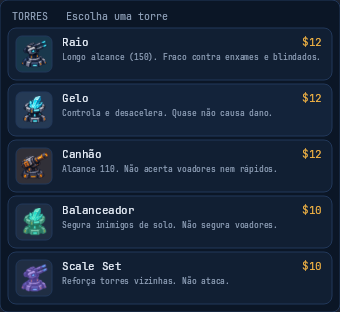 TORRES Escolha uma torre
Raio $12
Longo alcance (150). Fraco contra enxames e blindados.
Gelo $12
Controla e desacelera. Quase não causa dano.
Canhão $12
Alcance 110. Não acerta voadores nem rápidos.
Balanceador $10
Segura inimigos de solo. Não segura voadores.
Scale Set $10
Reforça torres vizinhas. Não ataca.